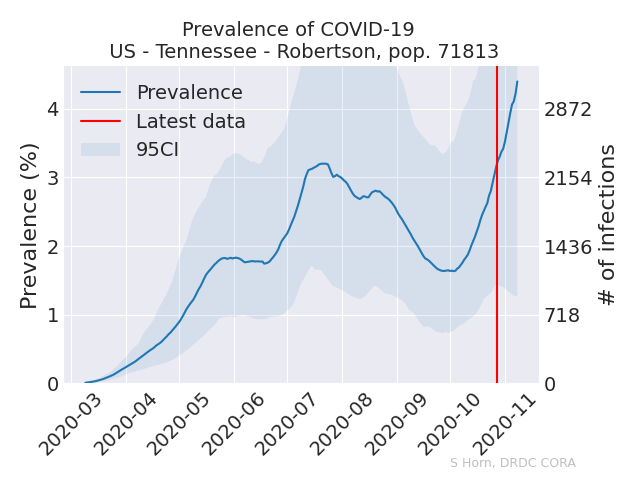 Prevalence of COVID-19
US - Tennessee - Robertson, pop. 71813
Prevalence
Latest data
95CI
Prevalence (%)
4
3
2
1
0
2872
2154
1436
718
0
# of infections
2020-03
2020-04
2020-05
2020-06
2020-07
2020-08
2020-09
2020-10
2020-11
S Horn, DRDC CORA